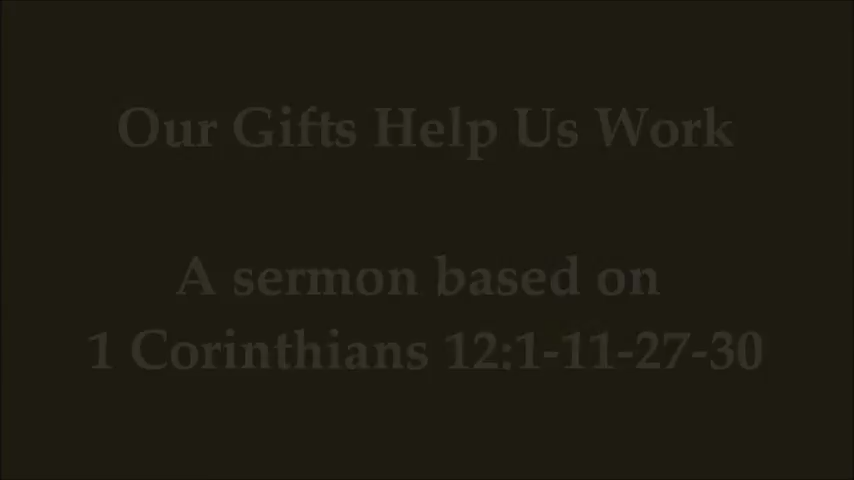 Our Gifts Help Us Work
A sermon based on
1 Corinthians 12:1-11-27-30